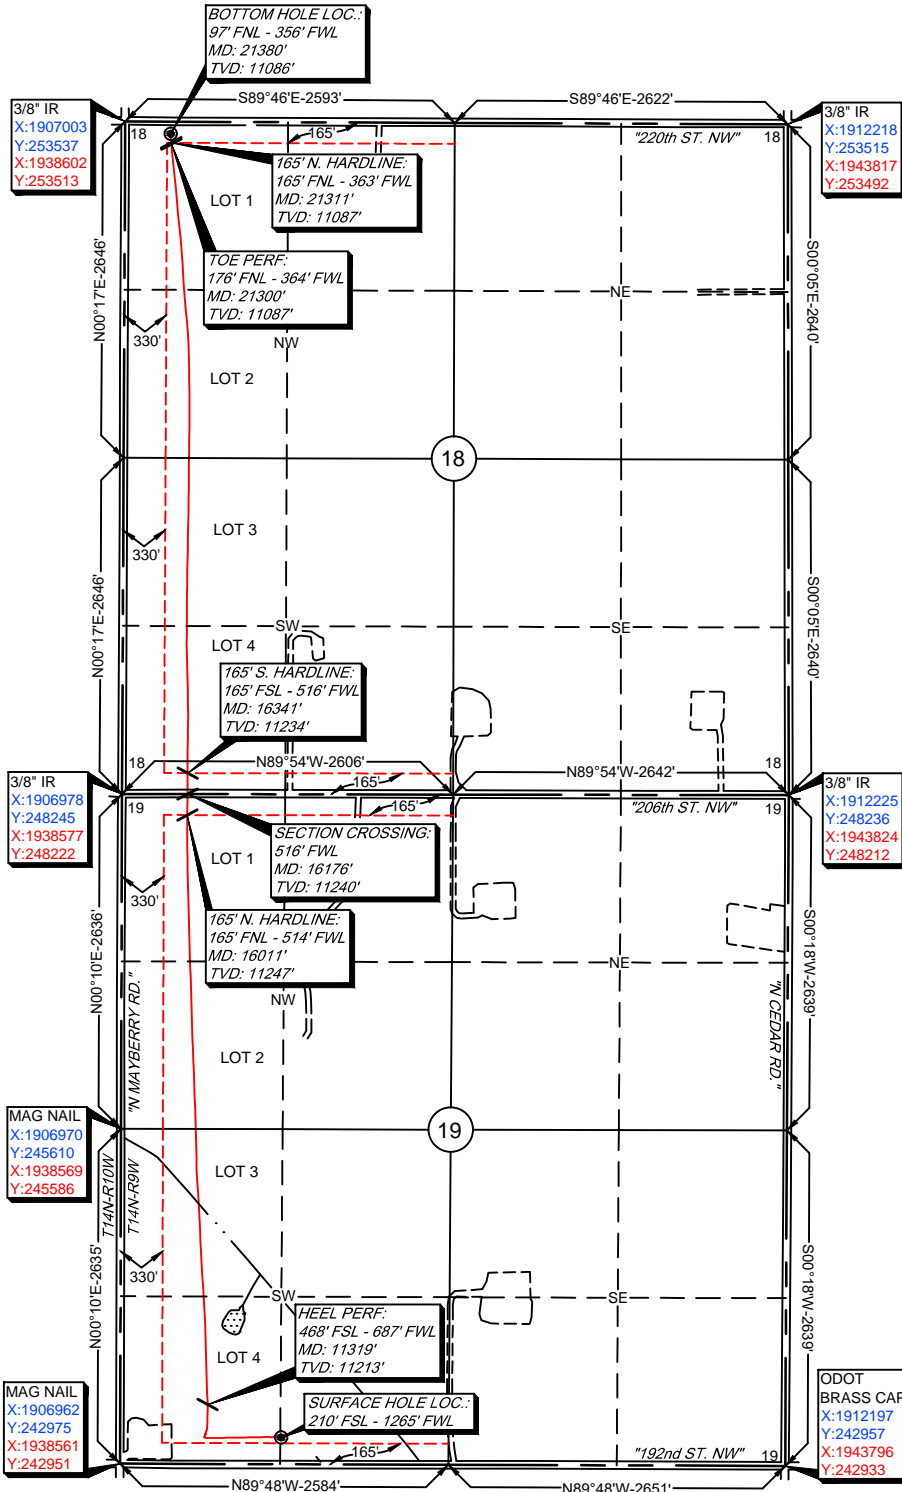 BOTTOM HOLE LOC.:
97' FNL - 356' FWL
MD: 21380'
TVD: 11086'
S89°46'E-2593'
S89°46'E-2622'
3/8" IR
X:1907003
Y:253537
X:1938602
Y:253513
3/8" IR
X:1912218
Y:253515
X:1943817
Y:253492
18
165'
"220th ST. NW"
18
165' N. HARDLINE:
165' FNL - 363' FWL
MD: 21311'
TVD: 11087'
LOT 1
TOE PERF:
176' FNL - 364' FWL
MD: 21300'
TVD: 11087'
N00°17'E-2646'
S00°05'E-2640'
NE
330'
NW
LOT 2
18
LOT 3
330'
N00°17'E-2646'
S00°05'E-2640'
SW
SE
LOT 4
165' S. HARDLINE:
165' FSL - 516' FWL
MD: 16341'
TVD: 11234'
18
N89°54'W-2606'
N89°54'W-2642'
18
165'
3/8" IR
X:1906978
Y:248245
X:1938577
Y:248222
3/8" IR
X:1912225
Y:248236
X:1943824
Y:248212
19
165'
"206th ST. NW"
19
SECTION CROSSING:
516' FWL
MD: 16176'
TVD: 11240'
LOT 1
330'
165' N. HARDLINE:
165' FNL - 514' FWL
MD: 16011'
TVD: 11247'
N00°10'E-2636'
S00°18'W-2639'
NE
NW
"N MAYBERRY RD."
"N CEDAR RD."
LOT 2
MAG NAIL
X:1906970
Y:245610
X:1938569
Y:245586
19
T14N-R10W
T14N-R9W
LOT 3
330'
N00°10'E-2635'
S00°18'W-2639'
SW
SE
HEEL PERF:
468' FSL - 687' FWL
MD: 11319'
TVD: 11213'
LOT 4
SURFACE HOLE LOC.:
210' FSL - 1265' FWL
MAG NAIL
X:1906962
Y:242975
X:1938561
Y:242951
ODOT
BRASS CAP
X:1912197
Y:242957
X:1943796
Y:242933
165'
"192nd ST. NW"
19
N89°48'W-2584'
N89°48'W-2651'